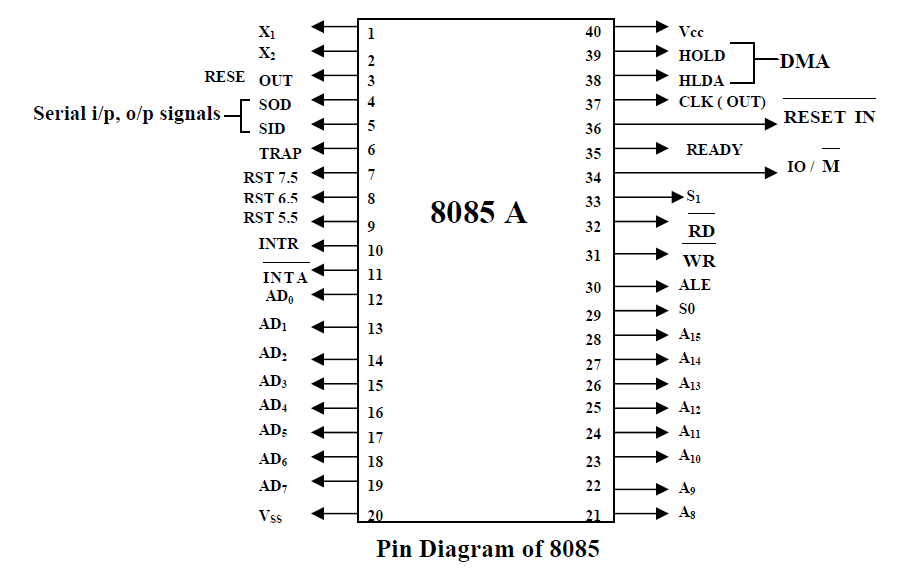 X₁ 1 40 Vcc
X₂ 2 39 HOLD
DMA
RESE OUT 3 38 HLDA
SOD 4 37 CLK ( OUT)
Serial i/p, o/p signals
SID 5 36 RESET IN
TRAP 6 35 READY
RST 7.5 7 34 IO / M
RST 6.5 8 33 S₁
8085 A
RST 5.5 9 32 RD
INTR 10 31 WR
INTA 11 30 ALE
AD₀ 12 29 S0
AD₁ 13 28 A₁₅
AD₂ 14 27 A₁₄
AD₃ 15 26 A₁₃
AD₄ 16 25 A₁₂
AD₅ 17 24 A₁₁
AD₆ 18 23 A₁₀
AD₇ 19 22 A₉
VSS 20 21 A₈
Pin Diagram of 8085